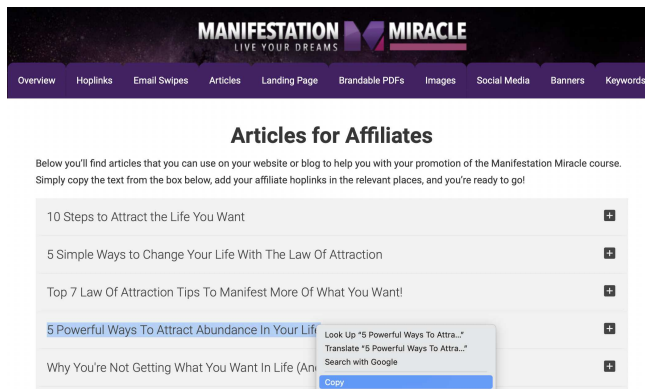 MANIFESTATION MIRACLE
LIVE YOUR DREAMS
Overview Hoplinks Email Swipes Articles Landing Page Brandable PDFs Images Social Media Banners Keywords
Articles for Affiliates
Below you'll find articles that you can use on your website or blog to help you with your promotion of the Manifestation Miracle course.
Simply copy the text from the box below, add your affiliate hoplinks in the relevant places, and you're ready to go!
10 Steps to Attract the Life You Want
5 Simple Ways to Change Your Life With The Law Of Attraction
Top 7 Law Of Attraction Tips To Manifest More Of What You Want!
5 Powerful Ways To Attract Abundance In Your Life
Look Up "5 Powerful Ways To Attra..."
Translate "5 Powerful Ways To Attra..."
Search with Google
Why You're Not Getting What You Want In Life (An
Copy